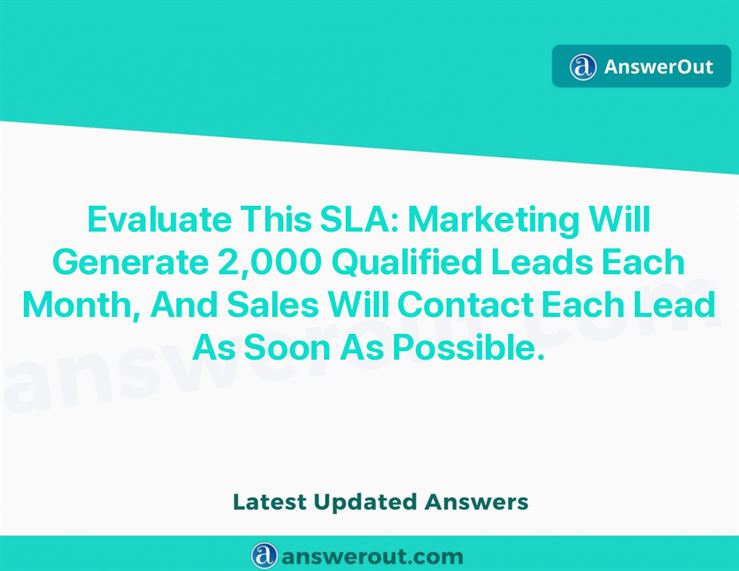 AnswerOut
Evaluate This SLA: Marketing Will
Generate 2,000 Qualified Leads Each
Month, And Sales Will Contact Each Lead
As Soon As Possible.
answerout.com
Latest Updated Answers
answerout.com